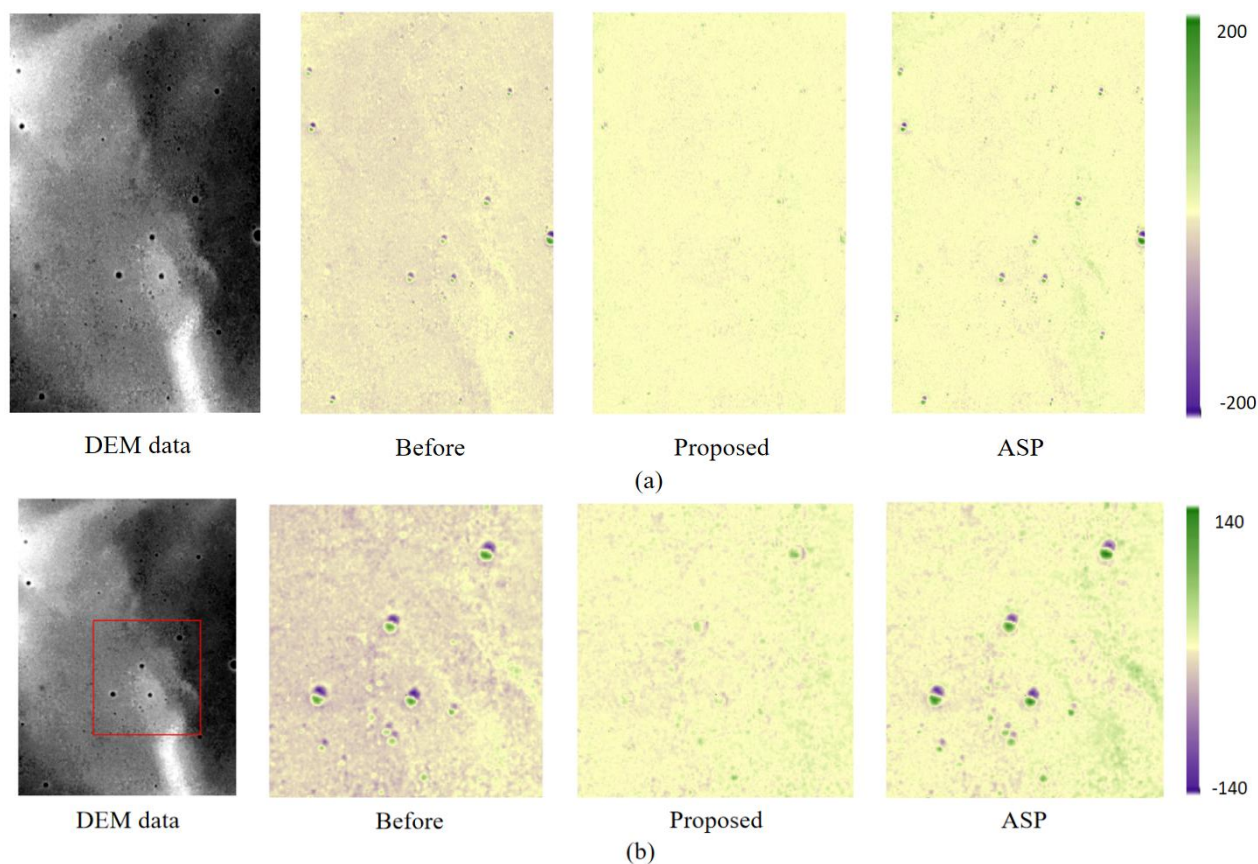 200
-200
DEM data Before Proposed ASP
(a)
140
-140
DEM data Before Proposed ASP
(b)